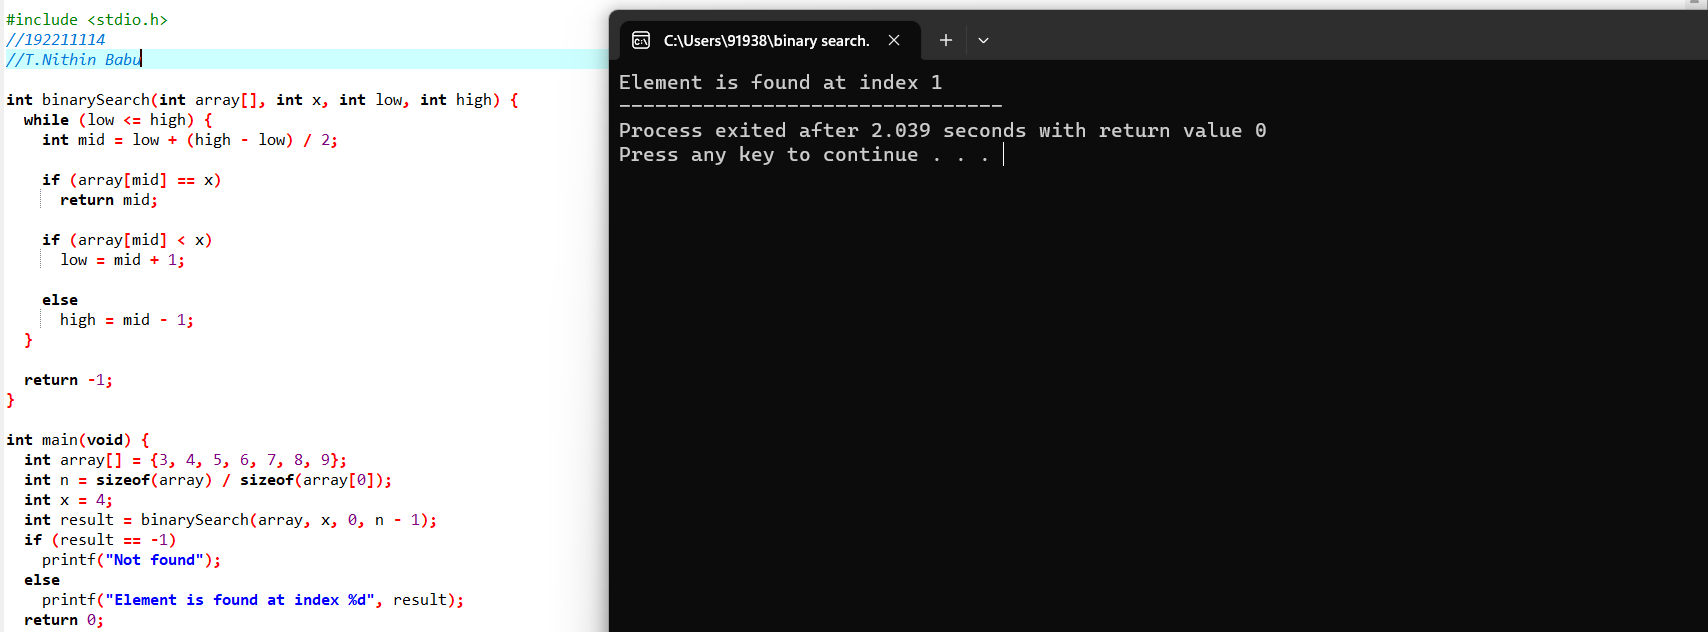 #include <stdio.h>
//192211114
//T.Nithin Babu
int binarySearch(int array[], int x, int low, int high) {
while (low <= high) {
int mid = low + (high - low) / 2;
if (array[mid] == x)
return mid;
if (array[mid] < x)
low = mid + 1;
else
high = mid - 1;
}
return -1;
}
int main(void) {
int array[] = {3, 4, 5, 6, 7, 8, 9};
int n = sizeof(array) / sizeof(array[0]);
int x = 4;
int result = binarySearch(array, x, 0, n - 1);
if (result == -1)
printf("Not found");
else
printf("Element is found at index %d", result);
return 0;
C:\Users\91938\binary search.
Element is found at index 1
--------------------------------
Process exited after 2.039 seconds with return value 0
Press any key to continue . . .